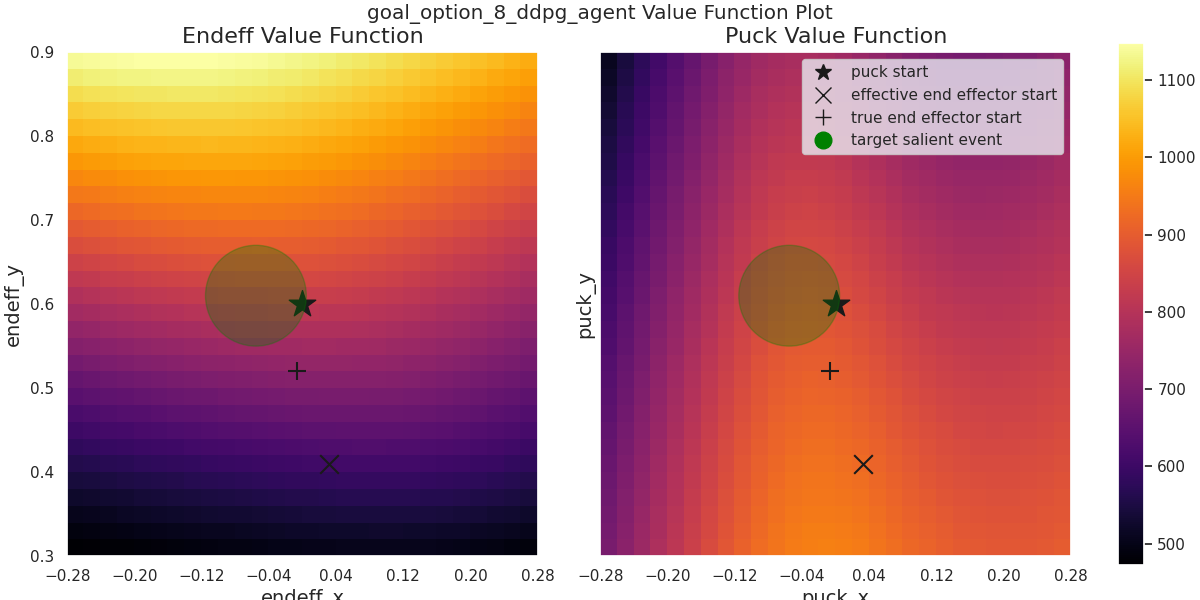 goal_option_8_ddpg_agent Value Function Plot
Endeff Value Function
Puck Value Function
0.9
0.8
0.7
0.6
0.5
0.4
0.3
endeff_y
−0.28 −0.20 −0.12 −0.04 0.04 0.12 0.20 0.28
endeff_x
puck_y
puck start
effective end effector start
true end effector start
target salient event
−0.28 −0.20 −0.12 −0.04 0.04 0.12 0.20 0.28
puck_x
1100
1000
900
800
700
600
500